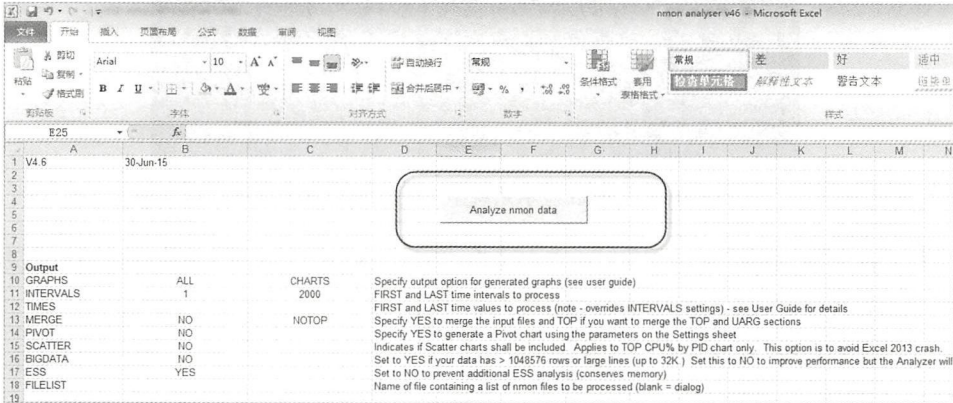 nmon analyser v46 - Microsoft Excel
文件 开始 插入 页面布局 公式 数据 审阅 视图
剪切
Arial 10 A A 自动换行 常规 常规 差 好 适中
粘贴 复制 条件格式 套用
格式刷 B I U A 合并后居中 % , 表格格式 检查单元格 解释性文本 警告文本
剪贴板 字体 对齐方式 数字 样式
E25 fx
A B C D E F G H I J K L M N
1 V4.6 30-Jun-15
2
3
4
5 Analyze nmon data
6
7
8
9 Output
10 GRAPHS ALL CHARTS Specify output option for generated graphs (see user guide)
11 INTERVALS 1 2000 FIRST and LAST time intervals to process
12 TIMES FIRST and LAST time values to process (note - overrides INTERVALS settings) - see User Guide for details
13 MERGE NO NOTOP Specify YES to merge the input files and TOP if you want to merge the TOP and UARG sections
14 PIVOT NO Specify YES to generate a Pivot chart using the parameters on the Settings sheet
15 SCATTER NO Indicates if Scatter charts shall be included. Applies to TOP CPU% by PID chart only. This option is to avoid Excel 2013 crash.
16 BIGDATA NO Set to YES if your data has > 1048576 rows or large lines (up to 32K ) Set this to NO to improve performance but the Analyzer will
17 ESS YES Set to NO to prevent additional ESS analysis (conserves memory)
18 FILELIST Name of file containing a list of nmon files to be processed (blank = dialog)
19